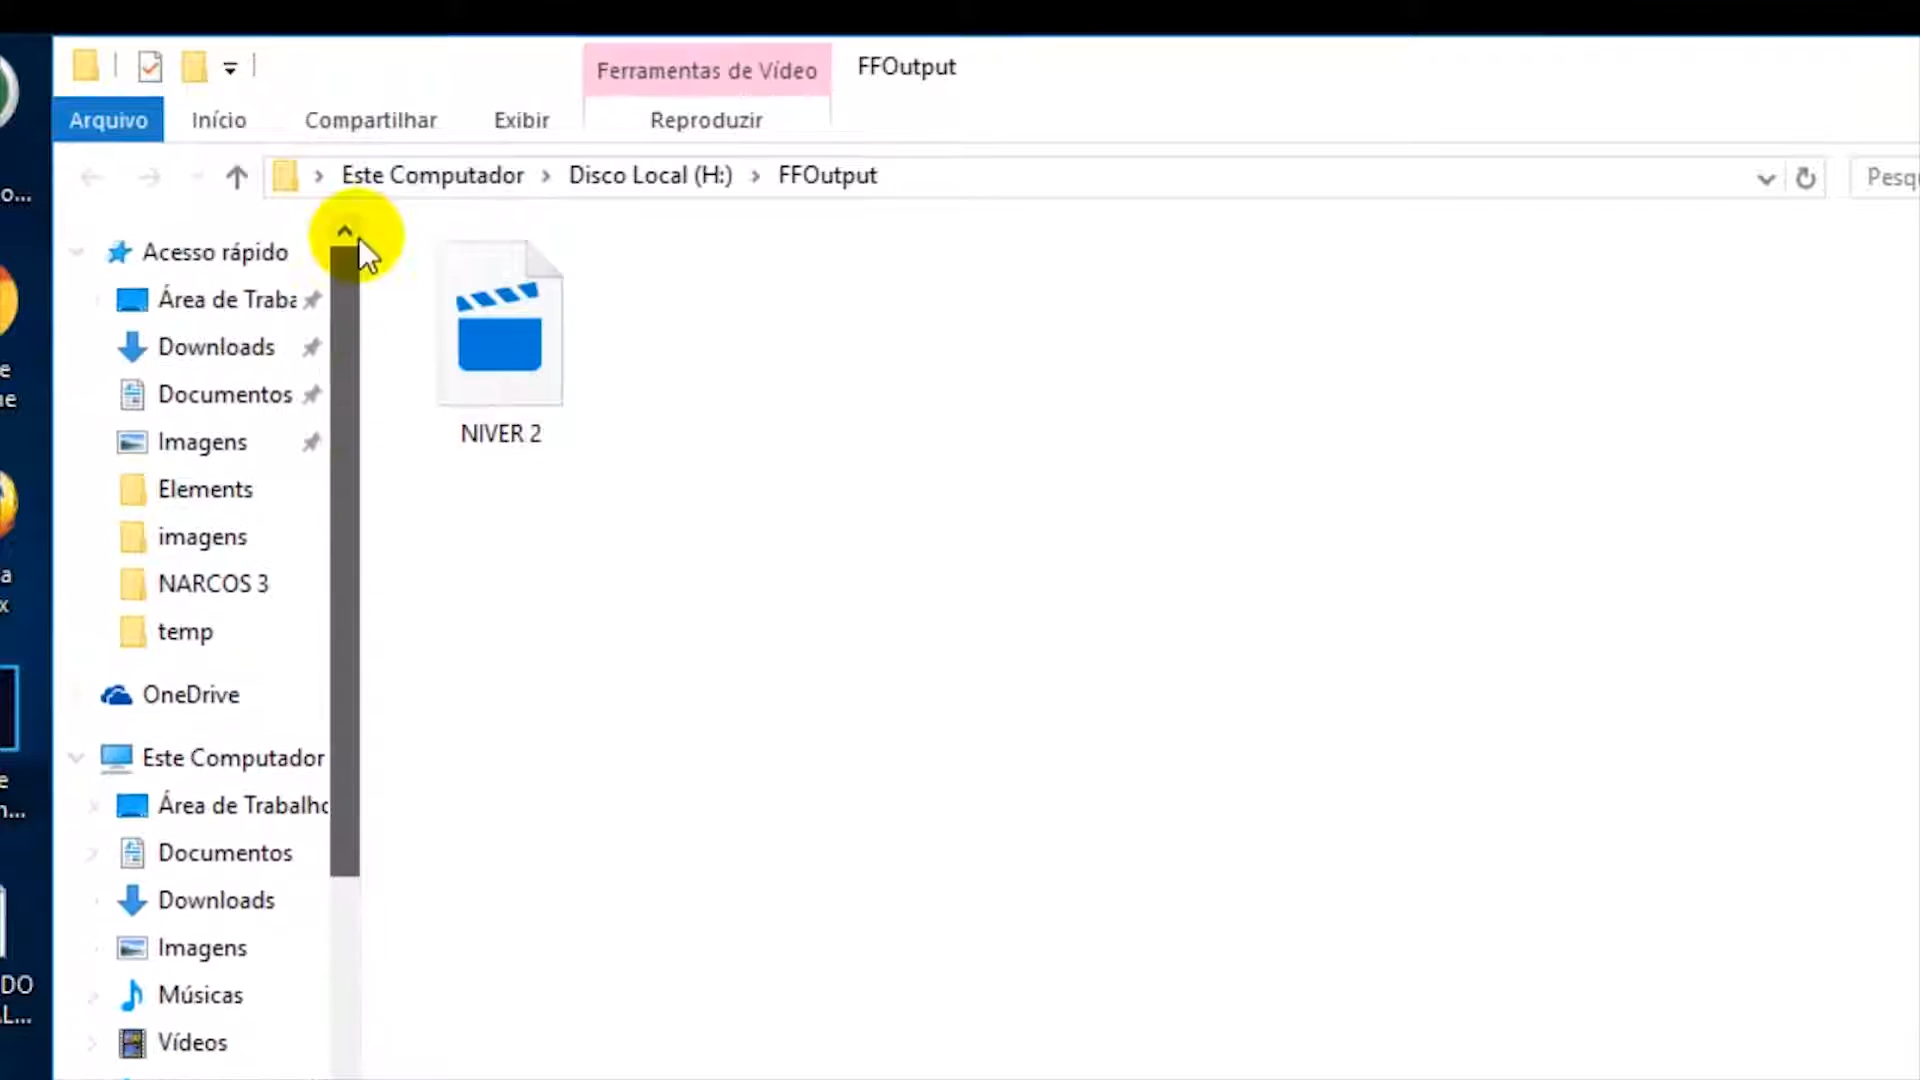 Ferramentas de Vídeo
FFOutput
Arquivo
Início
Compartilhar
Exibir
Reproduzir
Este Computador
Disco Local (H:)
FFOutput
Acesso rápido
Área de Traba
Downloads
Documentos
Imagens
Elements
imagens
NARCOS 3
temp
OneDrive
Este Computador
Área de Trabalho
Documentos
Downloads
Imagens
Músicas
Vídeos
NIVER 2